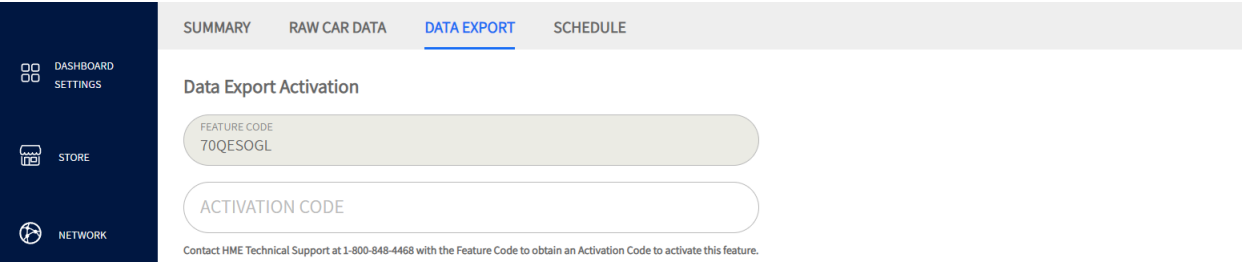 SUMMARY RAW CAR DATA DATA EXPORT SCHEDULE
DASHBOARD
SETTINGS
STORE
NETWORK
Data Export Activation
FEATURE CODE
70QESOGL
ACTIVATION CODE
Contact HME Technical Support at 1-800-848-4468 with the Feature Code to obtain an Activation Code to activate this feature.